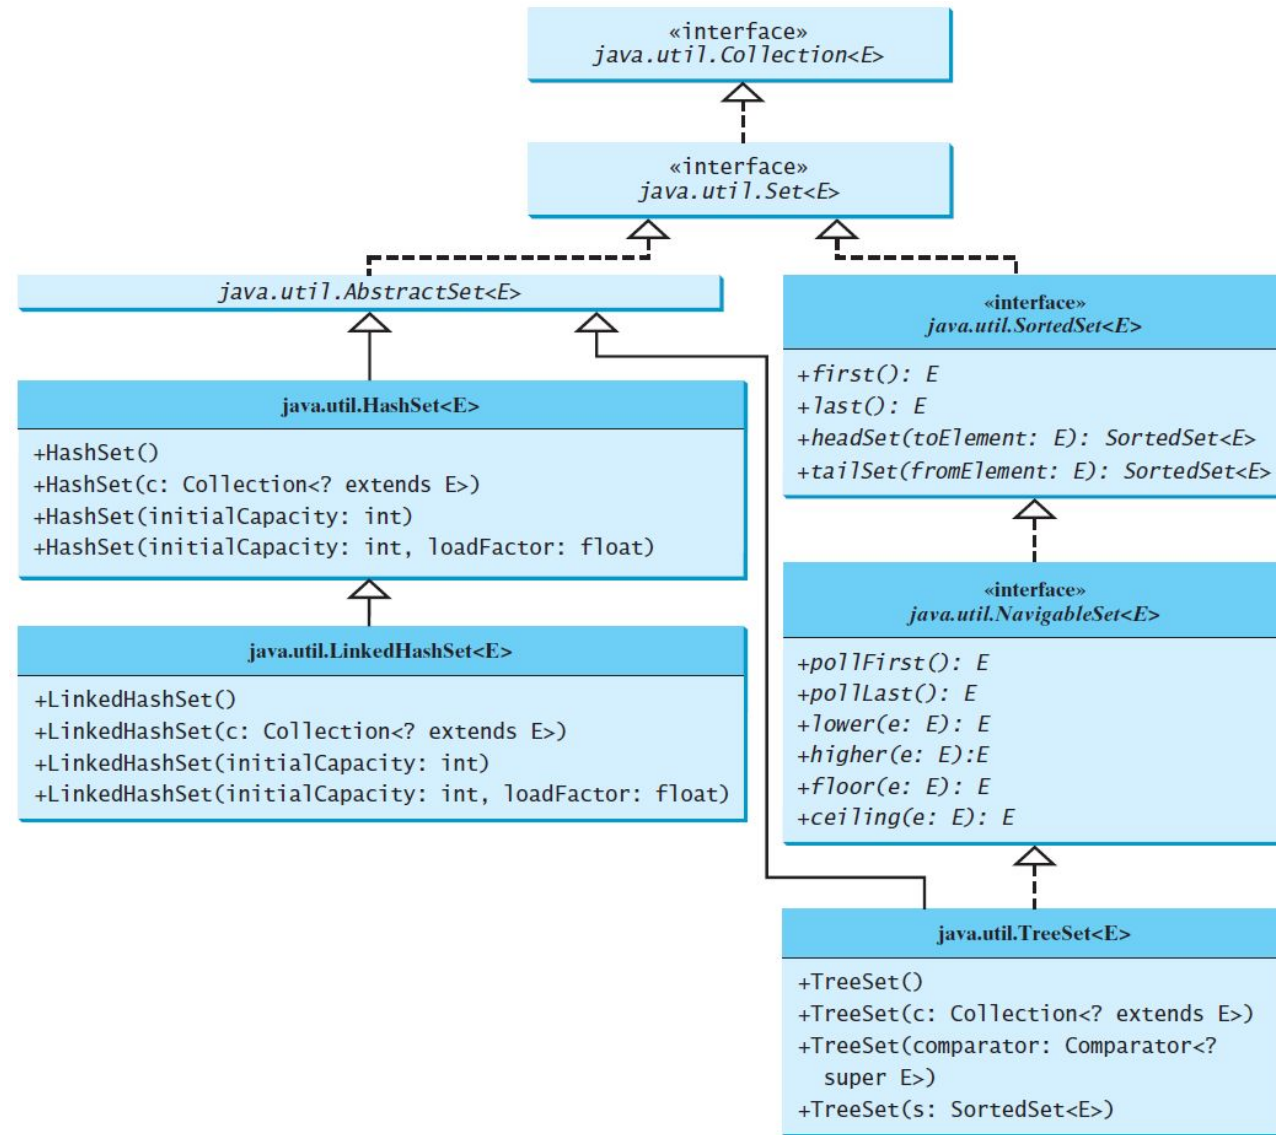 «interface»
java.util.Collection<E>
«interface»
java.util.Set<E>
java.util.AbstractSet<E>
java.util.HashSet<E>
+HashSet()
+HashSet(c: Collection<? extends E>)
+HashSet(initialCapacity: int)
+HashSet(initialCapacity: int, loadFactor: float)
java.util.LinkedHashSet<E>
+LinkedHashSet()
+LinkedHashSet(c: Collection<? extends E>)
+LinkedHashSet(initialCapacity: int)
+LinkedHashSet(initialCapacity: int, loadFactor: float)
«interface»
java.util.SortedSet<E>
+first(): E
+last(): E
+headSet(toElement: E): SortedSet<E>
+tailSet(fromElement: E): SortedSet<E>
«interface»
java.util.NavigableSet<E>
+pollFirst(): E
+pollLast(): E
+lower(e: E): E
+higher(e: E):E
+floor(e: E): E
+ceiling(e: E): E
java.util.TreeSet<E>
+TreeSet()
+TreeSet(c: Collection<? extends E>)
+TreeSet(comparator: Comparator<?
super E>)
+TreeSet(s: SortedSet<E>)